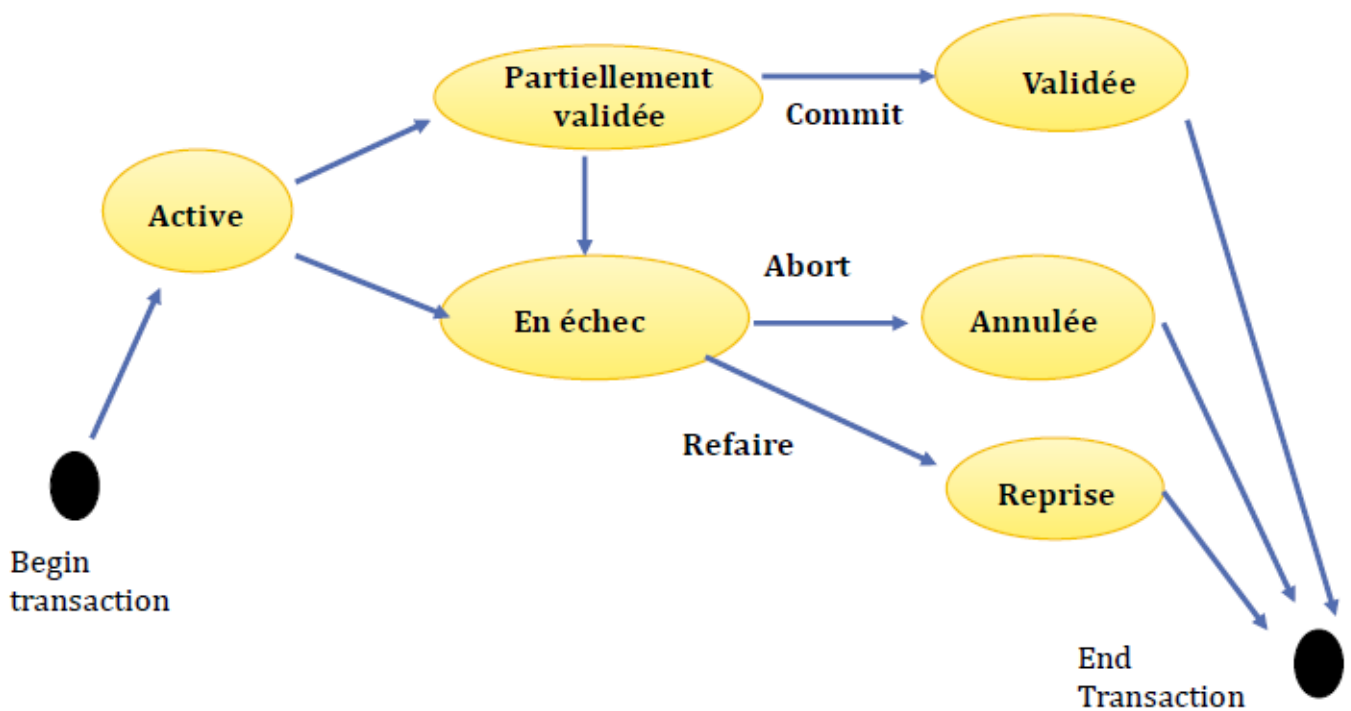 Partiellement
validée
Validée
Commit
Active
Abort
En échec
Annulée
Refaire
Reprise
Begin
transaction
End
Transaction